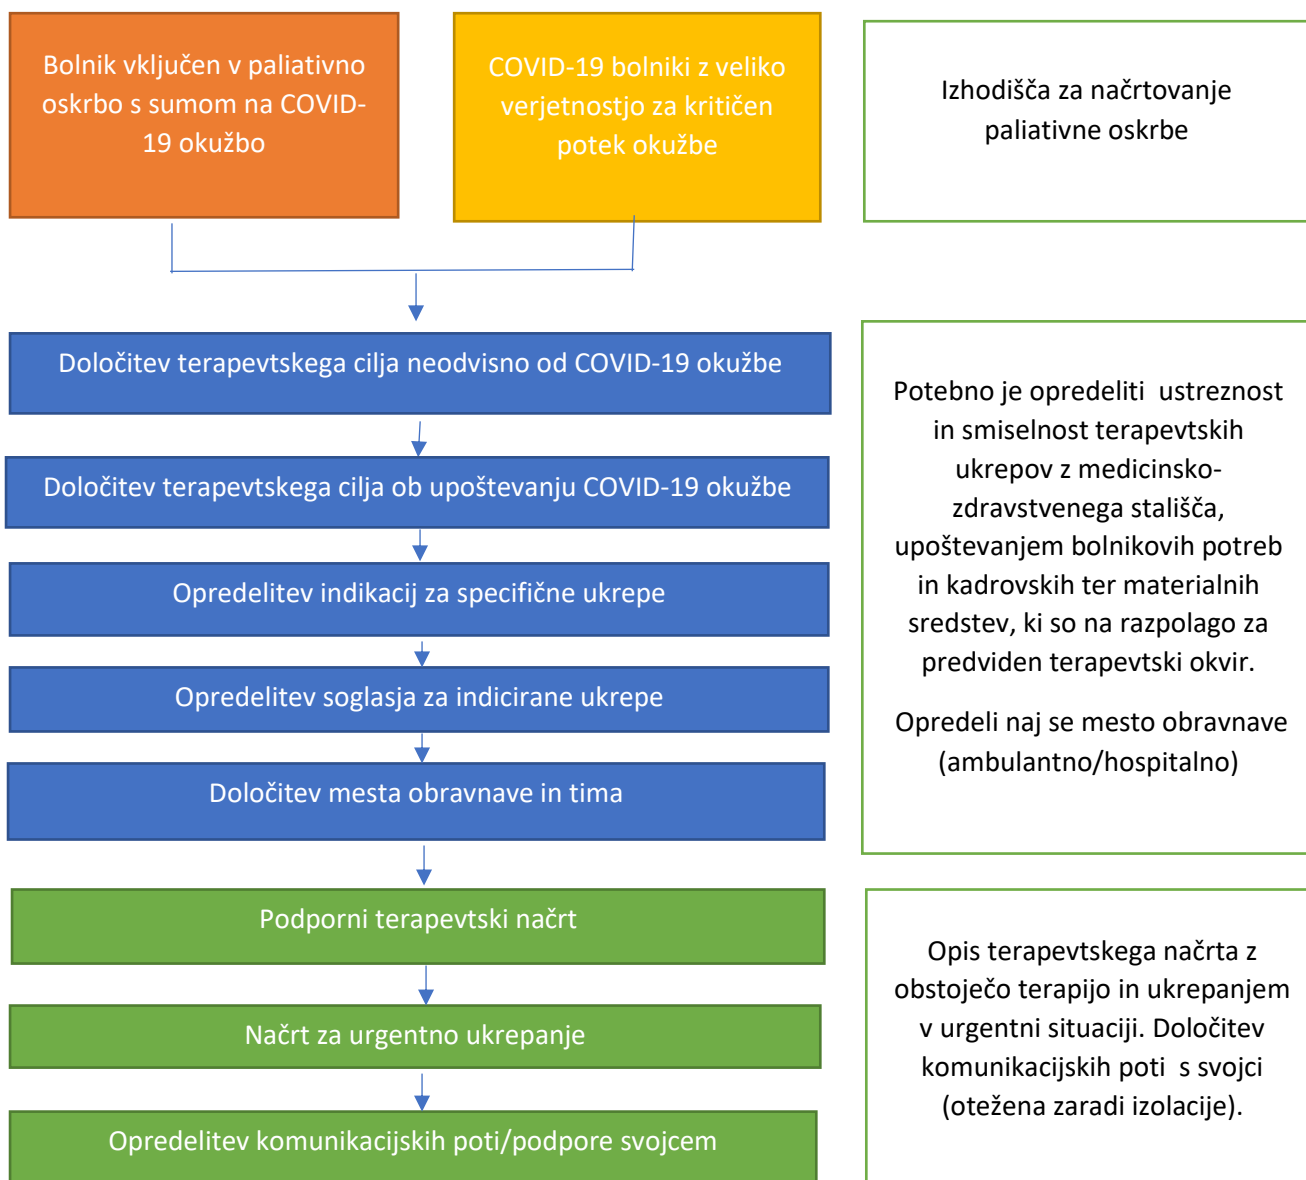 Bolnik vključen v paliativno
oskrbo s sumom na COVID-
19 okužbo
COVID-19 bolniki z veliko
verjetnostjo za kritičen
potek okužbe
Izhodišča za načrtovanje
paliativne oskrbe
Določitev terapevtskega cilja neodvisno od COVID-19 okužbe
Določitev terapevtskega cilja ob upoštevanju COVID-19 okužbe
Opredelitev indikacij za specifične ukrepe
Opredelitev soglasja za indicirane ukrepe
Določitev mesta obravnave in tima
Potebno je opredeliti  ustreznost
in smiselnost terapevtskih
ukrepov z medicinsko-
zdravstvenega stališča,
upoštevanjem bolnikovih potreb
in kadrovskih ter materialnih
sredstev, ki so na razpolago za
predviden terapevtski okvir.
Opredeli naj se mesto obravnave
(ambulantno/hospitalno)
Podporni terapevtski načrt
Načrt za urgentno ukrepanje
Opredelitev komunikacijskih poti/podpore svojcem
Opis terapevtskega načrta z
obstoječo terapijo in ukrepanjem
v urgentni situaciji. Določitev
komunikacijskih poti  s svojci
(otežena zaradi izolacije).